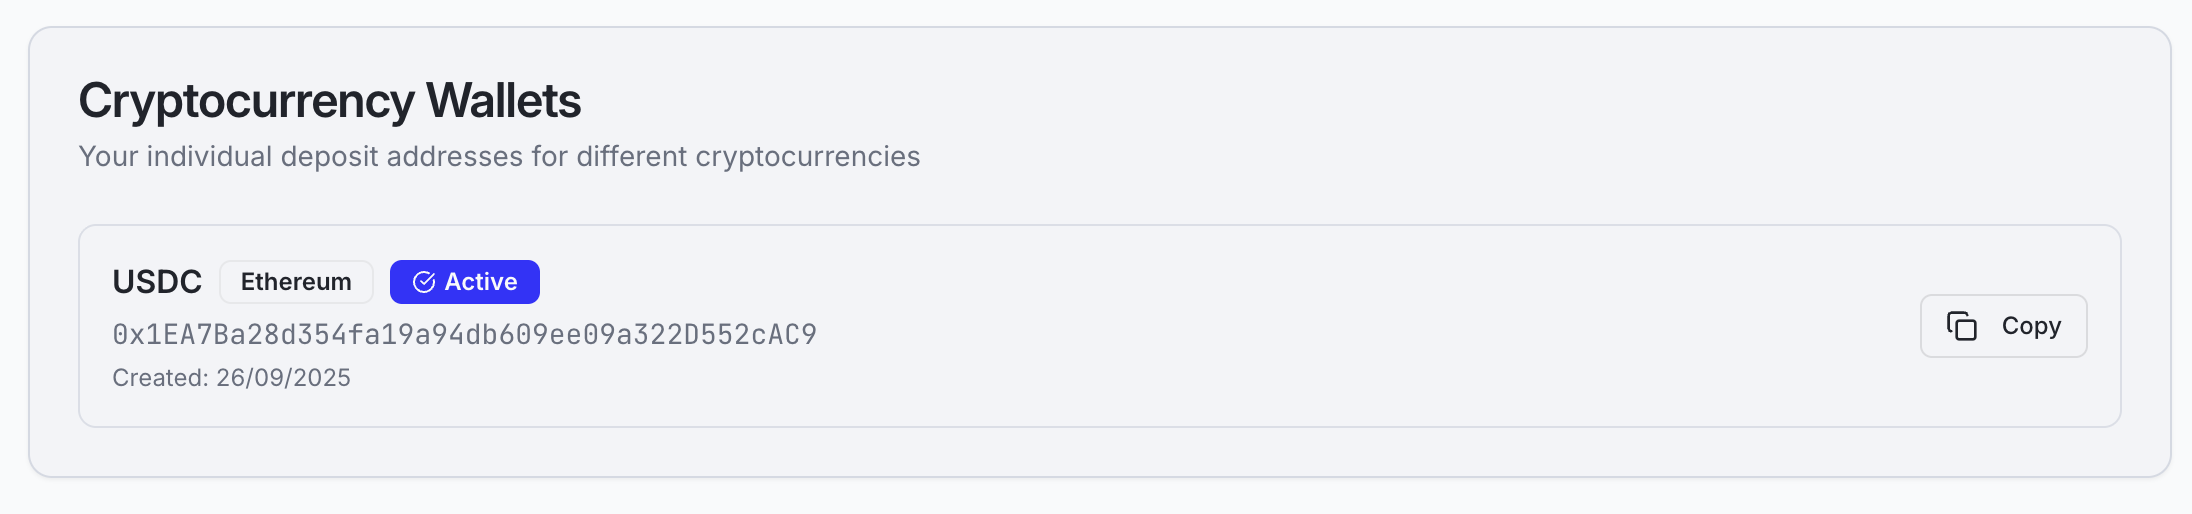 Cryptocurrency Wallets
Your individual deposit addresses for different cryptocurrencies
USDC Ethereum Active
0x1EA7Ba28d354fa19a94db609ee09a322D552cAC9
Copy
Created: 26/09/2025